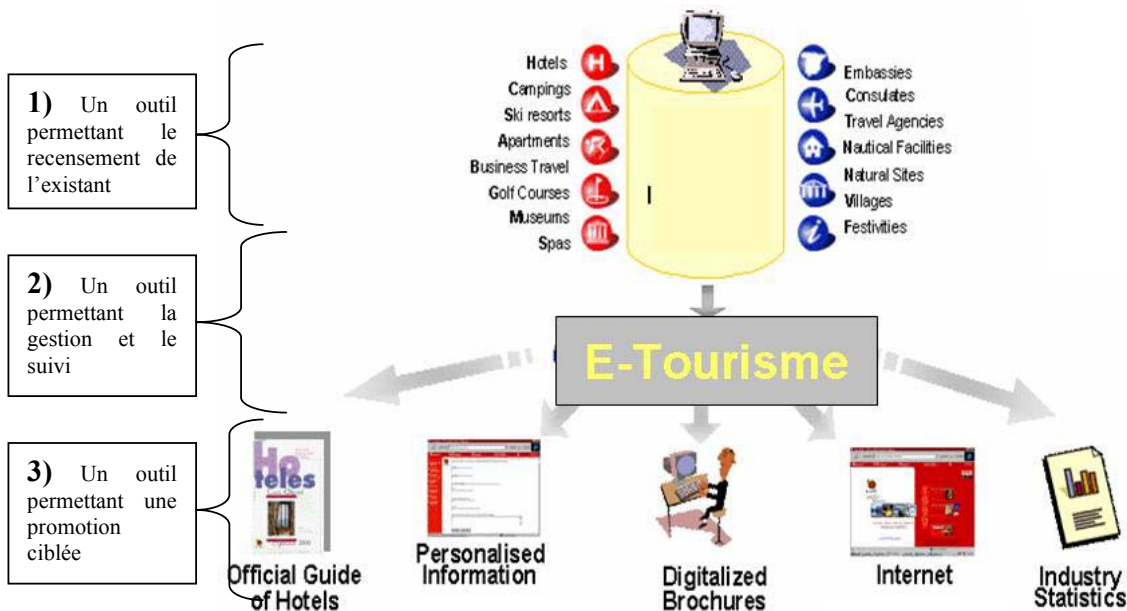 1) Un outil
permettant le
recensement de
l'existant
2) Un outil
permettant la
gestion et le
suivi
3) Un outil
permettant une
promotion
ciblée
Hotels
Campings
Ski resorts
Apartments
Business Travel
Golf Courses
Museums
Spas
Embassies
Consulates
Travel Agencies
Nautical Facilities
Natural Sites
Villages
Festivities
E-Tourisme
Ho
teles
Official Guide
of Hotels
Personalised
Information
Digitalized
Brochures
Internet
Industry
Statistics